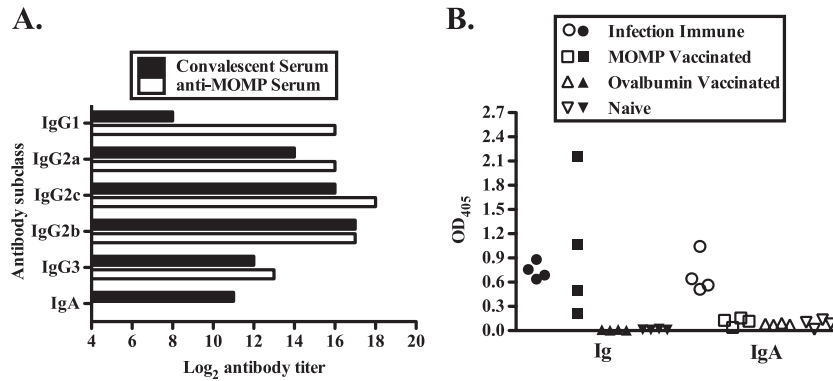 A.
Convalescent Serum
anti-MOMP Serum
Antibody subclass
IgG1
IgG2a
IgG2c
IgG2b
IgG3
IgA
4 6 8 10 12 14 16 18 20
Log2 antibody titer
B.
Infection Immune
MOMP Vaccinated
Ovalbumin Vaccinated
Naive
OD405
2.7
2.4
2.1
1.8
1.5
1.2
0.9
0.6
0.3
0.0
Ig IgA